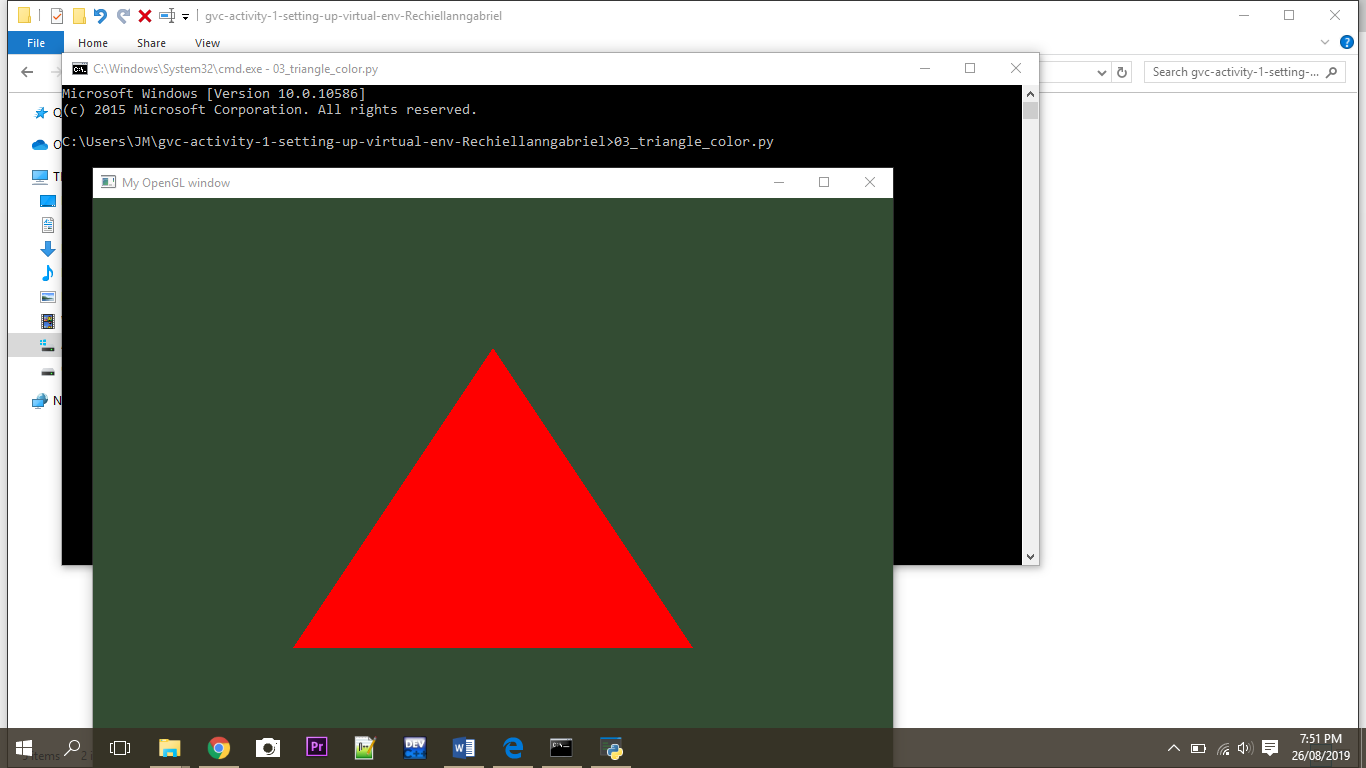 gvc-activity-1-setting-up-virtual-env-Rechiellanngabriel
File Home Share View
C:\Windows\System32\cmd.exe - 03_triangle_color.py
Search gvc-activity-1-setting-...
Microsoft Windows [Version 10.0.10586]
(c) 2015 Microsoft Corporation. All rights reserved.
C:\Users\JM\gvc-activity-1-setting-up-virtual-env-Rechiellanngabriel>03_triangle_color.py
My OpenGL window
Pr
DEV
7:51 PM
26/08/2019